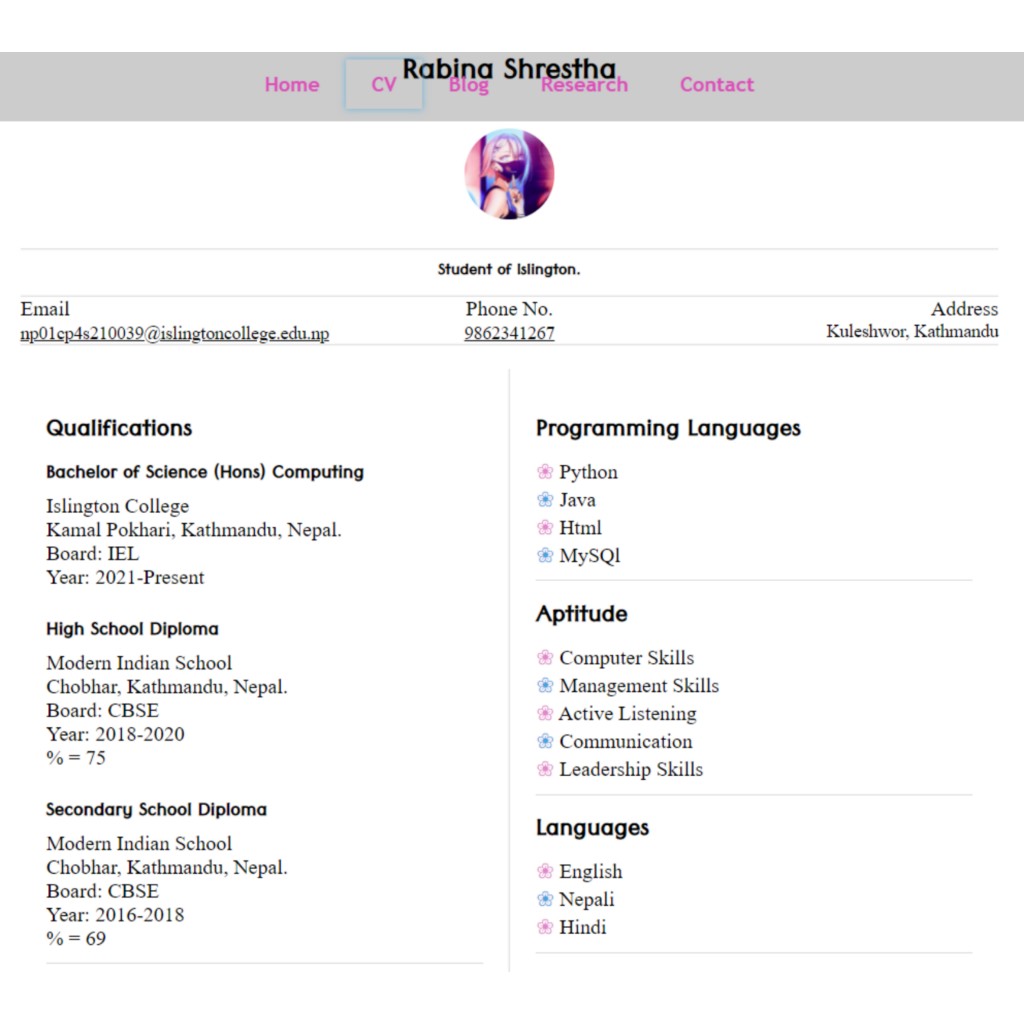 Rabina Shrestha
Home CV Blog Research Contact
Student of Islington.
Email Phone No. Address
np01cp4s210039@islingtoncollege.edu.np 9862341267 Kuleshwor, Kathmandu
Qualifications
Bachelor of Science (Hons) Computing
Islington College
Kamal Pokhari, Kathmandu, Nepal.
Board: IEL
Year: 2021-Present
High School Diploma
Modern Indian School
Chobhar, Kathmandu, Nepal.
Board: CBSE
Year: 2018-2020
% = 75
Secondary School Diploma
Modern Indian School
Chobhar, Kathmandu, Nepal.
Board: CBSE
Year: 2016-2018
% = 69
Programming Languages
Python
Java
Html
MySQl
Aptitude
Computer Skills
Management Skills
Active Listening
Communication
Leadership Skills
Languages
English
Nepali
Hindi